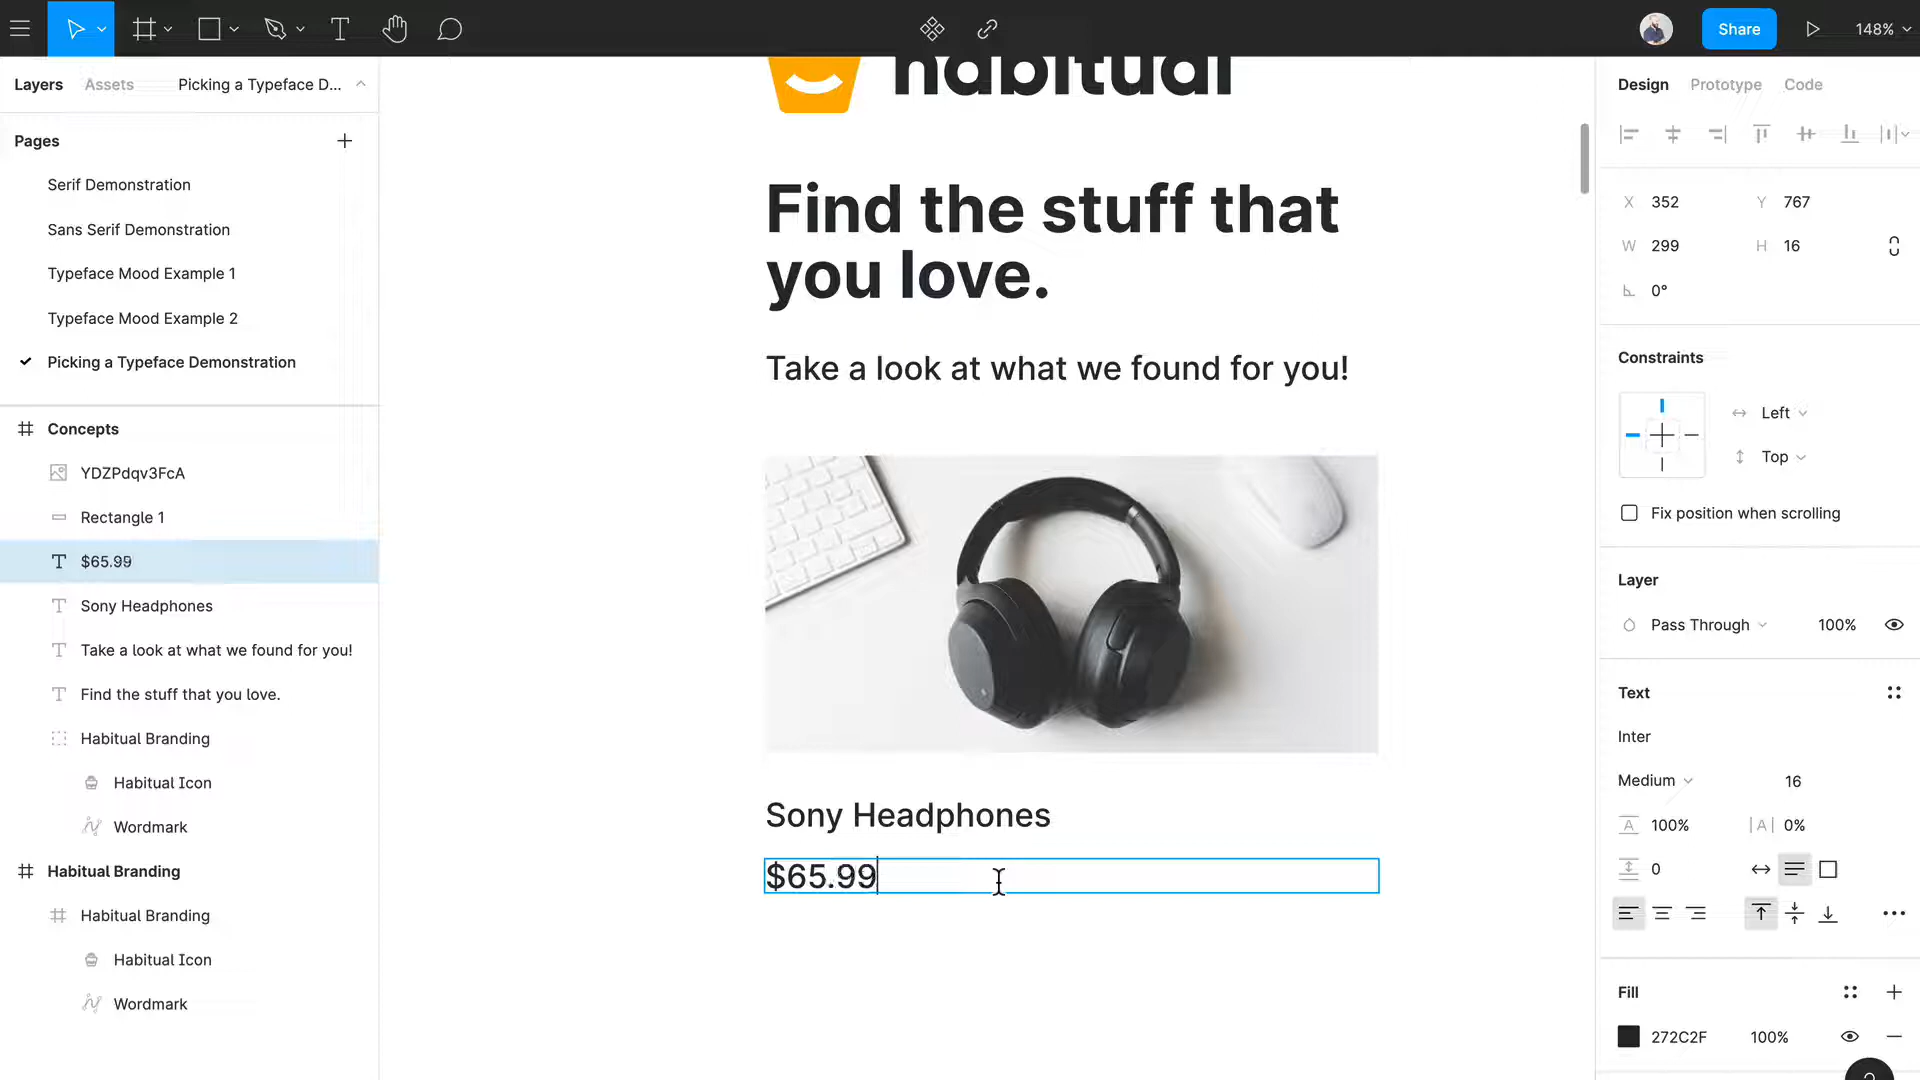 Share
148%
Layers
Assets
Picking a Typeface D...
Pages
Serif Demonstration
Sans Serif Demonstration
Typeface Mood Example 1
Typeface Mood Example 2
Picking a Typeface Demonstration
Concepts
YDZPdqv3FcA
Rectangle 1
$65.99
Sony Headphones
Take a look at what we found for you!
Find the stuff that you love.
Habitual Branding
Habitual Icon
Wordmark
Habitual Branding
Habitual Branding
Habitual Icon
Wordmark
habitual
Find the stuff that
you love.
Take a look at what we found for you!
Sony Headphones
$65.99
Design Prototype Code
X 352 Y 767
W 299 H 16
0°
Constraints
Left
Top
Fix position when scrolling
Layer
Pass Through 100%
Text
Inter
Medium 16
A 100% |A| 0%
0
Fill
272C2F 100%